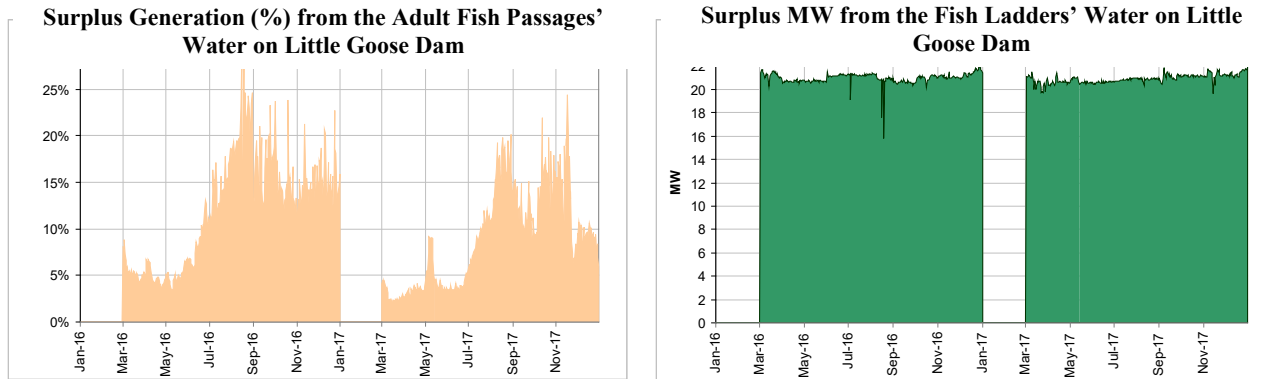 Surplus Generation (%) from the Adult Fish Passages'
Water on Little Goose Dam
25%
20%
15%
10%
5%
0%
Jan-16
Mar-16
May-16
Jul-16
Sep-16
Nov-16
Jan-17
Mar-17
May-17
Jul-17
Sep-17
Nov-17
Surplus MW from the Fish Ladders' Water on Little
Goose Dam
MW
22
20
18
16
14
12
10
8
6
4
2
0
Jan-16
Mar-16
May-16
Jul-16
Sep-16
Nov-16
Jan-17
Mar-17
May-17
Jul-17
Sep-17
Nov-17